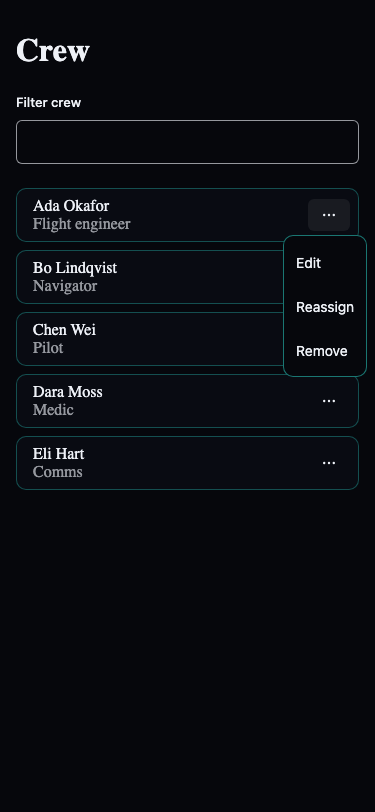 Crew
Filter crew
Ada Okafor
Flight engineer
...
Bo Lindqvist
Navigator
Edit
Chen Wei
Pilot
Reassign
Remove
Dara Moss
Medic
...
Eli Hart
Comms
...